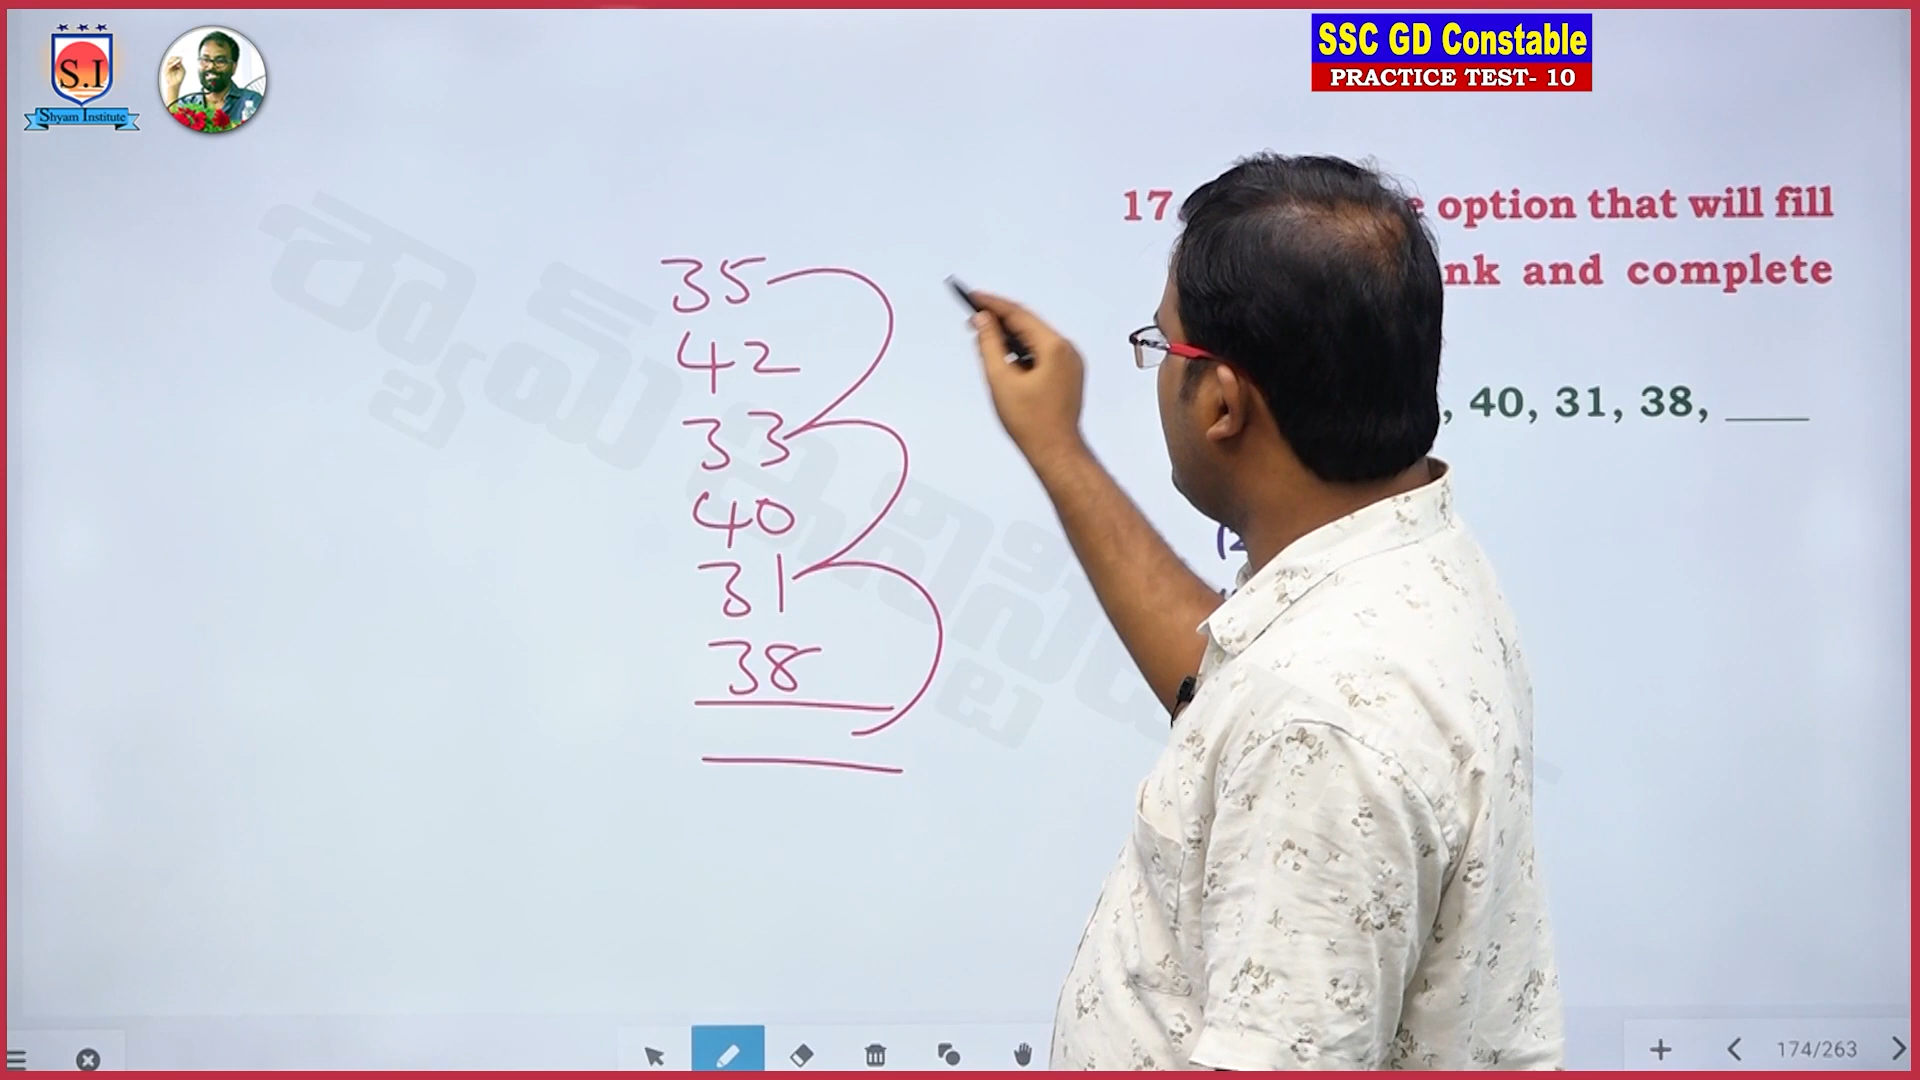 S.I
Shyam Institute
SSC GD Constable
PRACTICE TEST- 10
17
option that will fill
and complete
, 40, 31, 38, ____
35
42
33
40
31
38
174/263